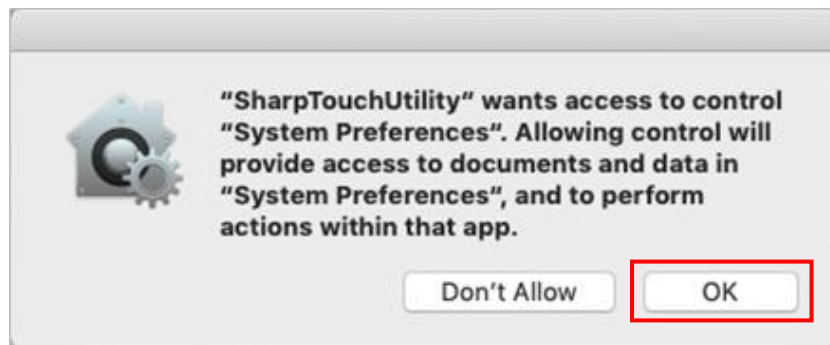 "SharpTouchUtility" wants access to control
"System Preferences". Allowing control will
provide access to documents and data in
"System Preferences", and to perform
actions within that app.
Don't Allow
OK